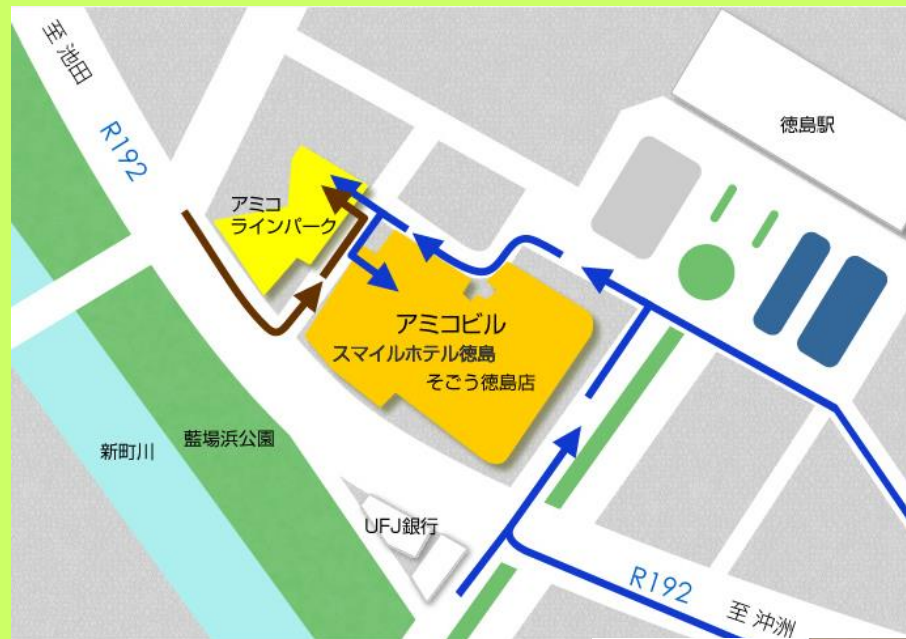 至 池田
R192
徳島駅
アミコ
ラインパーク
アミコビル
スマイルホテル徳島
そごう徳島店
新町川
藍場浜公園
UFJ銀行
R192
至 沖洲